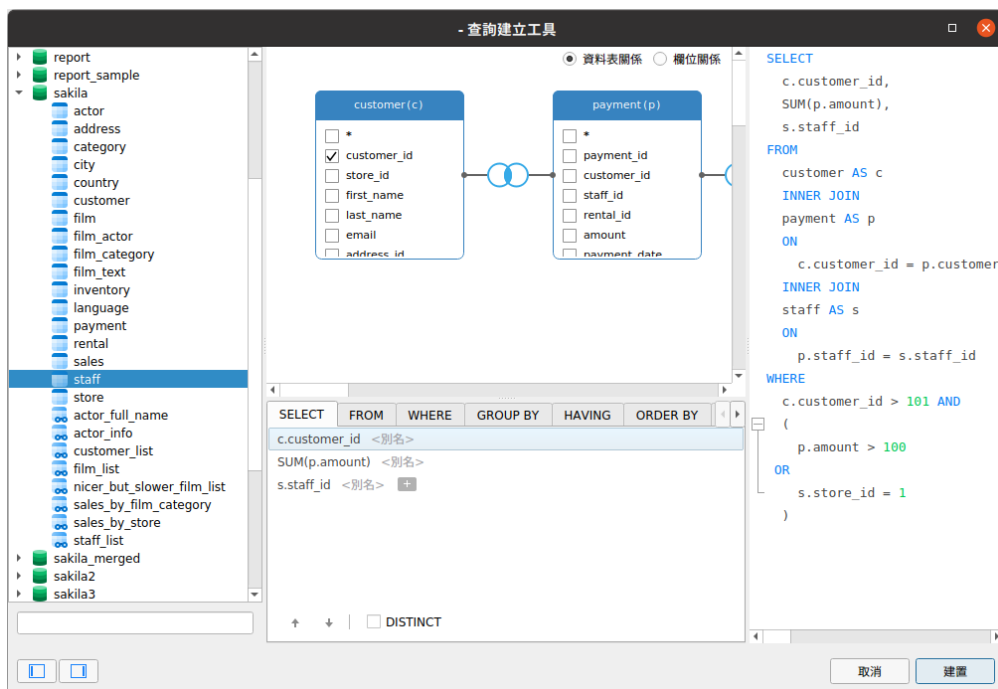 - 查詢建立工具
report
report_sample
sakila
actor
address
category
city
country
customer
film
film_actor
film_category
film_text
inventory
language
payment
rental
sales
staff
store
actor_full_name
actor_info
customer_list
film_list
nicer_but_slower_film_list
sales_by_film_category
sales_by_store
staff_list
sakila_merged
sakila2
sakila3
資料表關係 欄位關係
customer(c)
*
customer_id
store_id
first_name
last_name
email
address_id
payment(p)
*
payment_id
customer_id
staff_id
rental_id
amount
payment_date
SELECT FROM WHERE GROUP BY HAVING ORDER BY
c.customer_id <別名>
SUM(p.amount) <別名>
s.staff_id <別名> +
DISTINCT
SELECT
c.customer_id,
SUM(p.amount),
s.staff_id
FROM
customer AS c
INNER JOIN
payment AS p
ON
c.customer_id = p.customer
INNER JOIN
staff AS s
ON
p.staff_id = s.staff_id
WHERE
c.customer_id > 101 AND
(
p.amount > 100
OR
s.store_id = 1
)
取消 建置